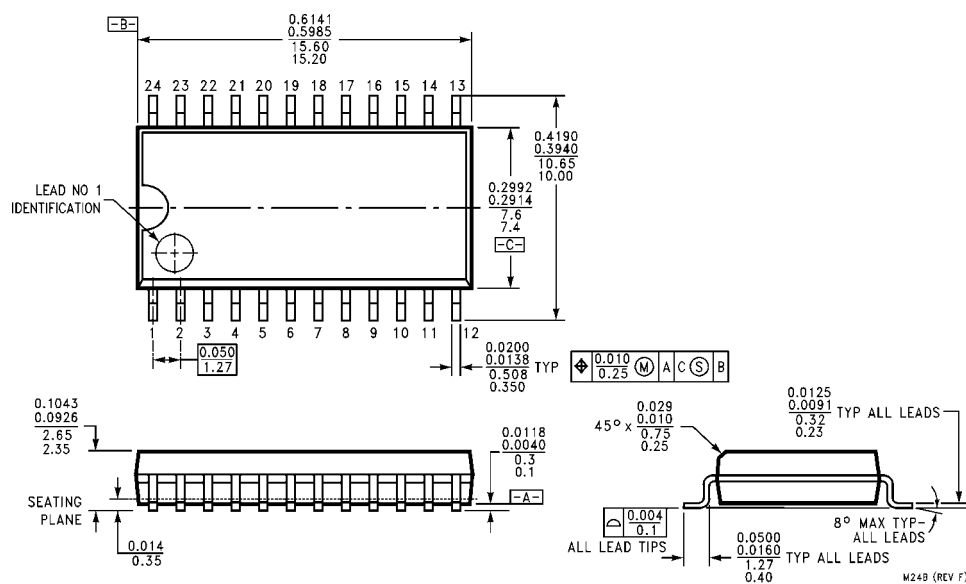 -B-
0.6141
0.5985
15.60
15.20
24 23 22 21 20 19 18 17 16 15 14 13
LEAD NO 1
IDENTIFICATION
0.4190
0.3940
10.65
10.00
0.2992
0.2914
7.6
7.4
-C-
1 2 3 4 5 6 7 8 9 10 11 12
0.050
1.27
0.0200
0.0138
0.508
0.350
TYP
⌖ 0.010 0.25 Ⓜ A C Ⓢ B
0.1043
0.0926
2.65
2.35
SEATING
PLANE
0.014
0.35
0.0118
0.0040
0.3
0.1
-A-
45° x
0.029
0.010
0.75
0.25
0.0125
0.0091
0.32
0.23
TYP ALL LEADS
0.004
0.1
ALL LEAD TIPS
0.0500
0.0160
1.27
0.40
TYP ALL LEADS
8° MAX TYP-
ALL LEADS
M24B (REV F)